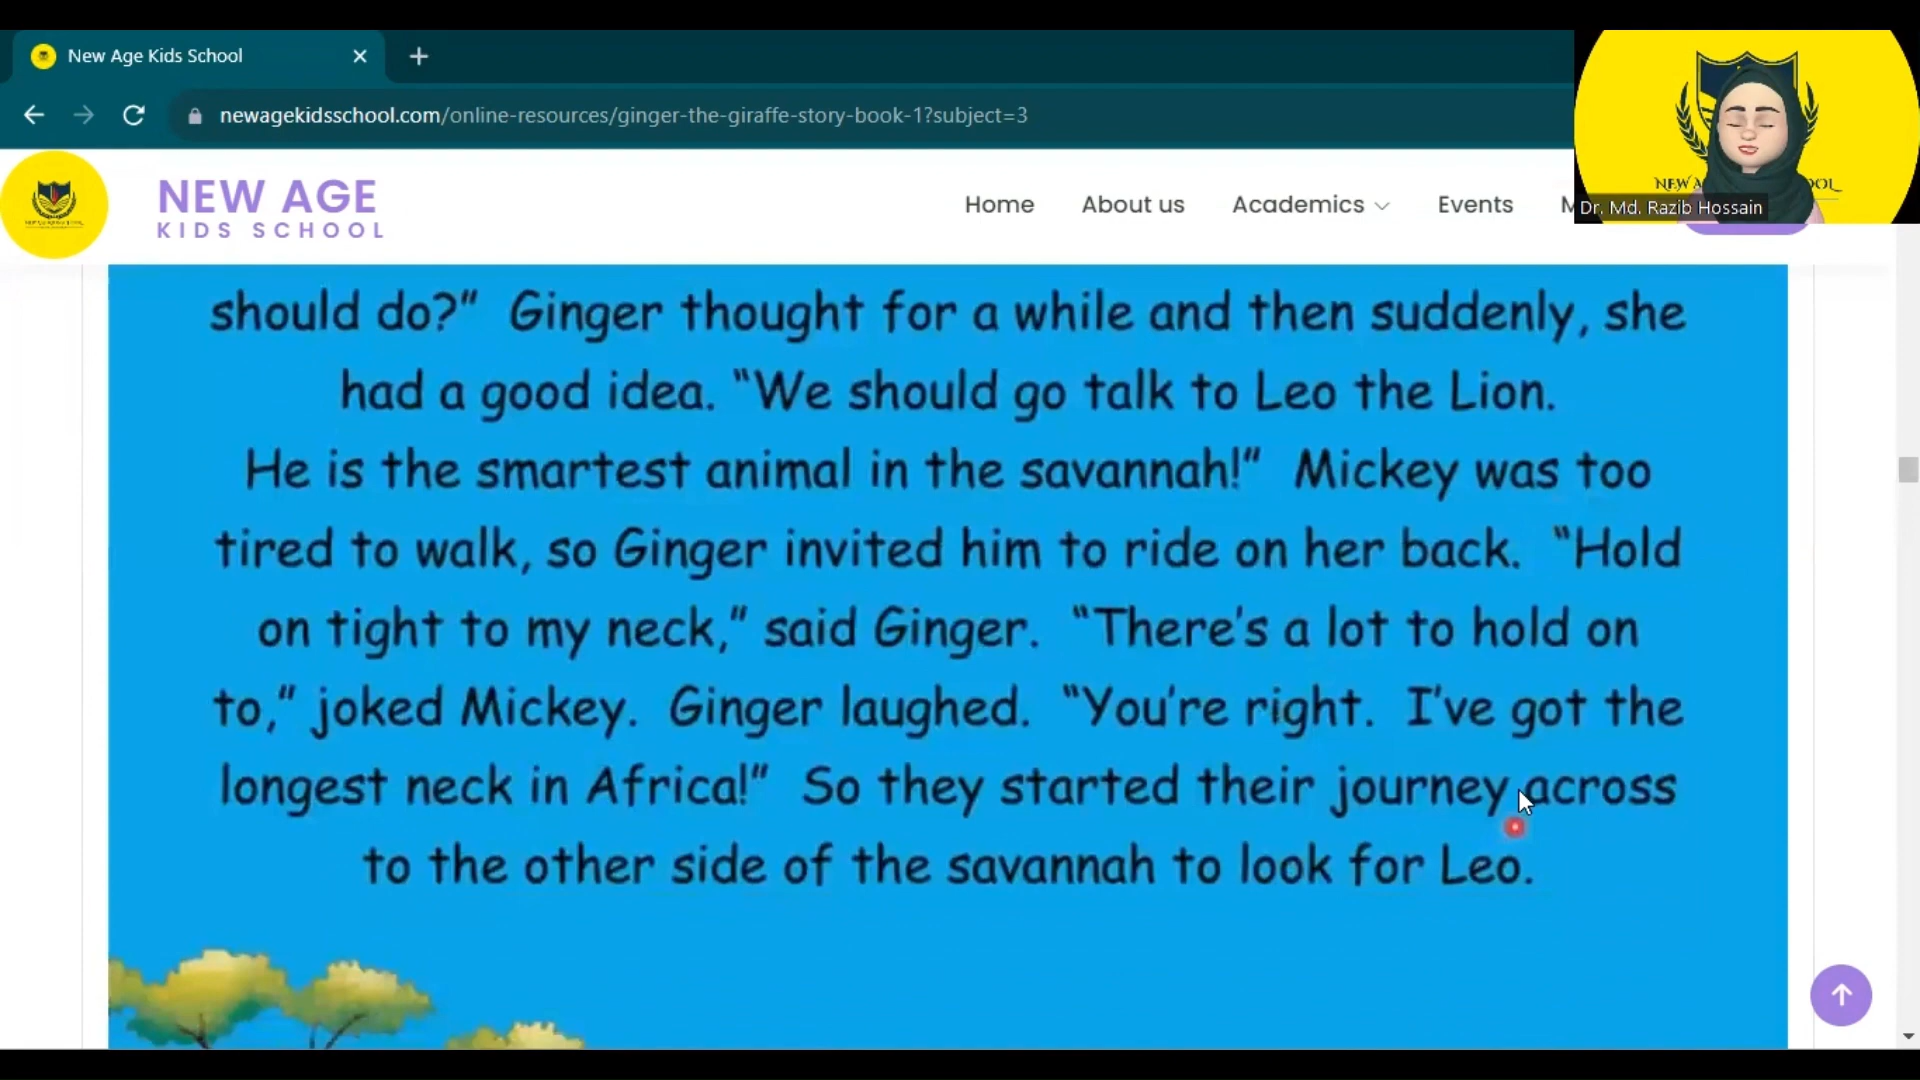 New Age Kids School
newagekidsschool.com/online-resources/ginger-the-giraffe-story-book-1?subject=3
NEW AGE
KIDS SCHOOL
Home About us Academics Events
Dr. Md. Razib Hossain
should do?” Ginger thought for a while and then suddenly, she
had a good idea. “We should go talk to Leo the Lion.
He is the smartest animal in the savannah!” Mickey was too
tired to walk, so Ginger invited him to ride on her back. “Hold
on tight to my neck,” said Ginger. “There’s a lot to hold on
to,” joked Mickey. Ginger laughed. “You’re right. I’ve got the
longest neck in Africa!” So they started their journey across
to the other side of the savannah to look for Leo.